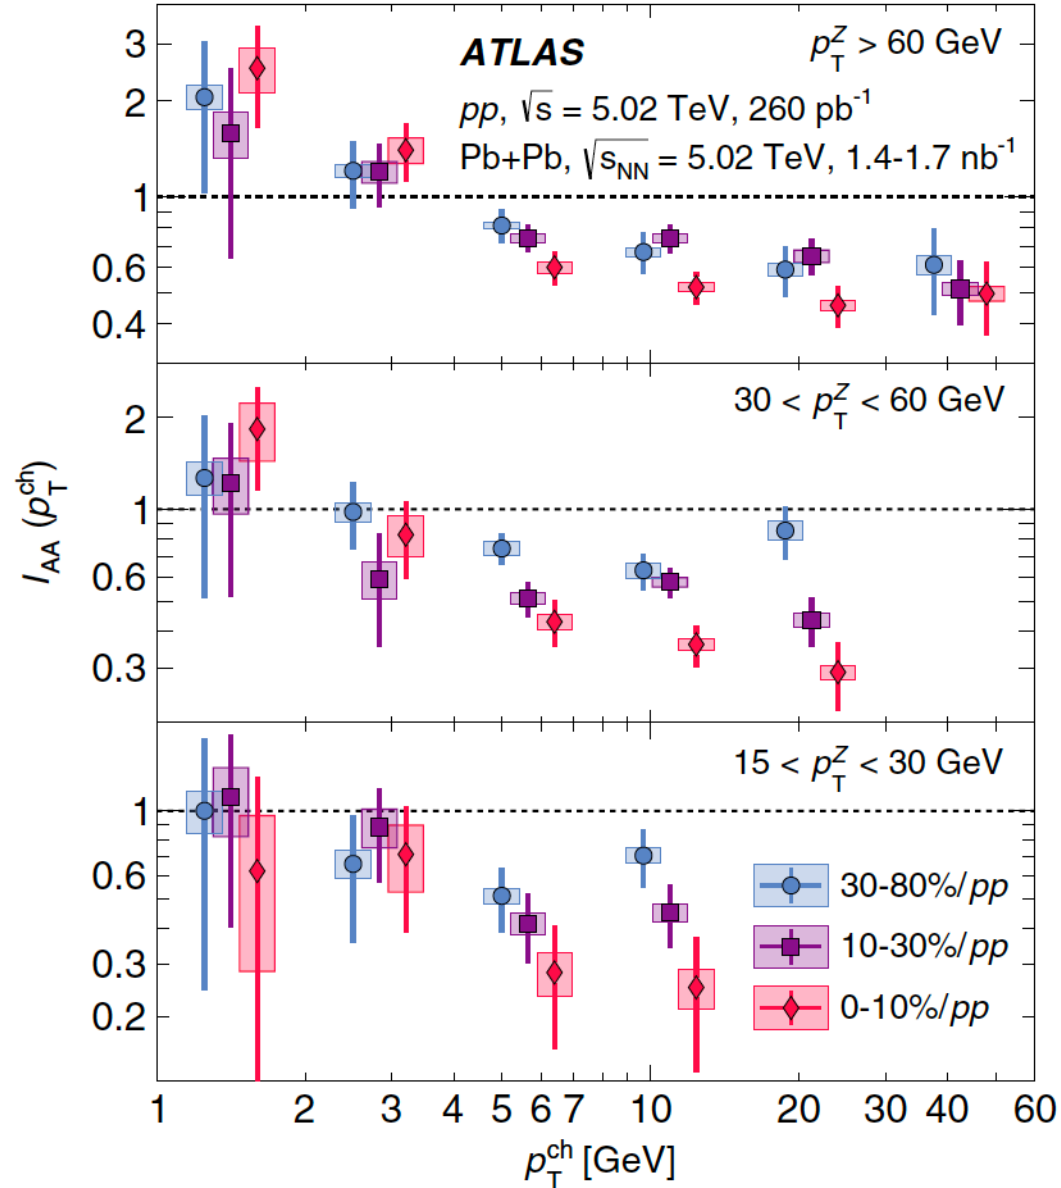 ATLAS
p_T^Z > 60 GeV
pp, √s = 5.02 TeV, 260 pb⁻¹
Pb+Pb, √s_NN = 5.02 TeV, 1.4-1.7 nb⁻¹
3
2
1
0.6
0.4
30 < p_T^Z < 60 GeV
2
1
0.6
0.3
I_AA (p_T^ch)
15 < p_T^Z < 30 GeV
1
0.6
0.3
0.2
30-80%/pp
10-30%/pp
0-10%/pp
1 2 3 4 5 6 7 10 20 30 40 60
p_T^ch [GeV]